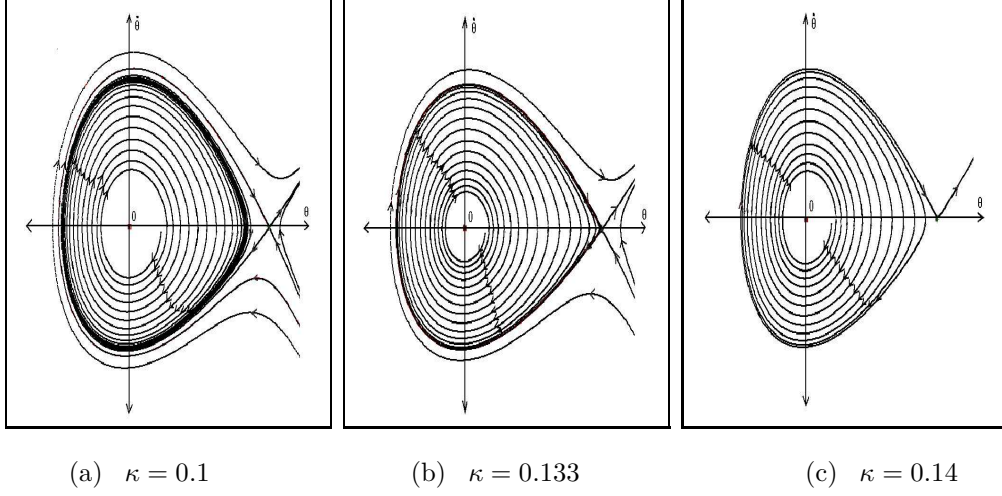 θ̇
0
θ
θ̇
0
θ
θ̇
0
θ
(a) κ = 0.1
(b) κ = 0.133
(c) κ = 0.14